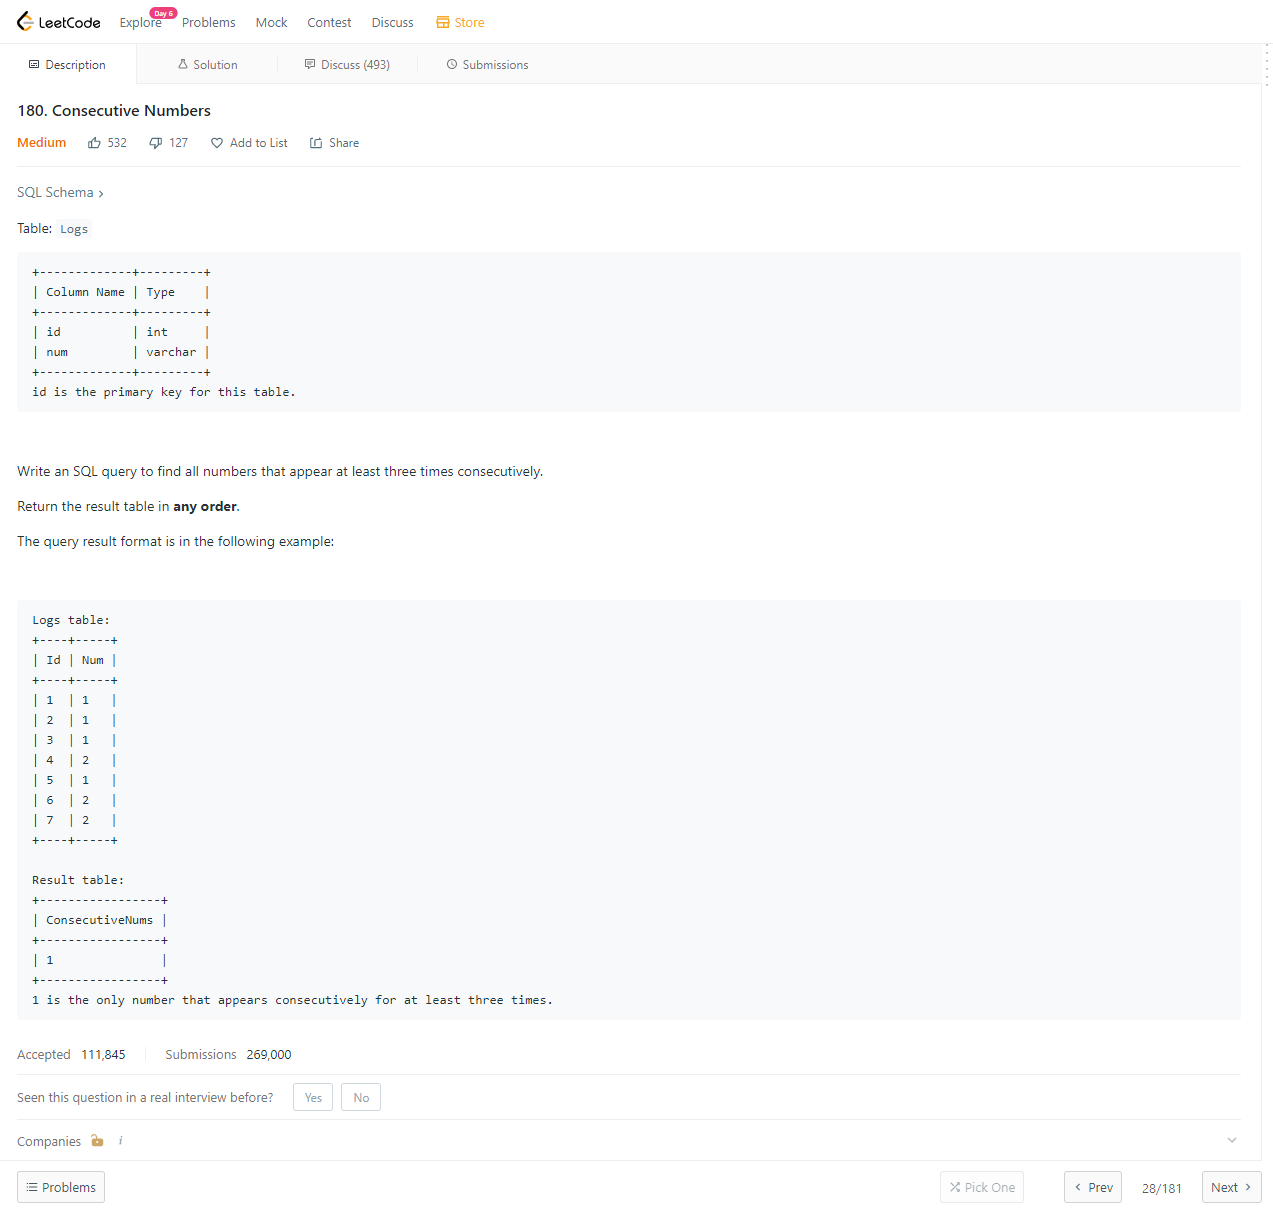 LeetCode Explore Day 6 Problems Mock Contest Discuss Store
Description Solution Discuss (493) Submissions
180. Consecutive Numbers
Medium 532 127 Add to List Share
SQL Schema >
Table: Logs
+-------------+---------+
| Column Name | Type    |
+-------------+---------+
| id          | int     |
| num         | varchar |
+-------------+---------+
id is the primary key for this table.
Write an SQL query to find all numbers that appear at least three times consecutively.
Return the result table in any order.
The query result format is in the following example:
Logs table:
+----+-----+
| Id | Num |
+----+-----+
| 1  | 1   |
| 2  | 1   |
| 3  | 1   |
| 4  | 2   |
| 5  | 1   |
| 6  | 2   |
| 7  | 2   |
+----+-----+
Result table:
+-----------------+
| ConsecutiveNums |
+-----------------+
| 1               |
+-----------------+
1 is the only number that appears consecutively for at least three times.
Accepted 111,845 Submissions 269,000
Seen this question in a real interview before? Yes No
Companies i
Problems Pick One < Prev 28/181 Next >